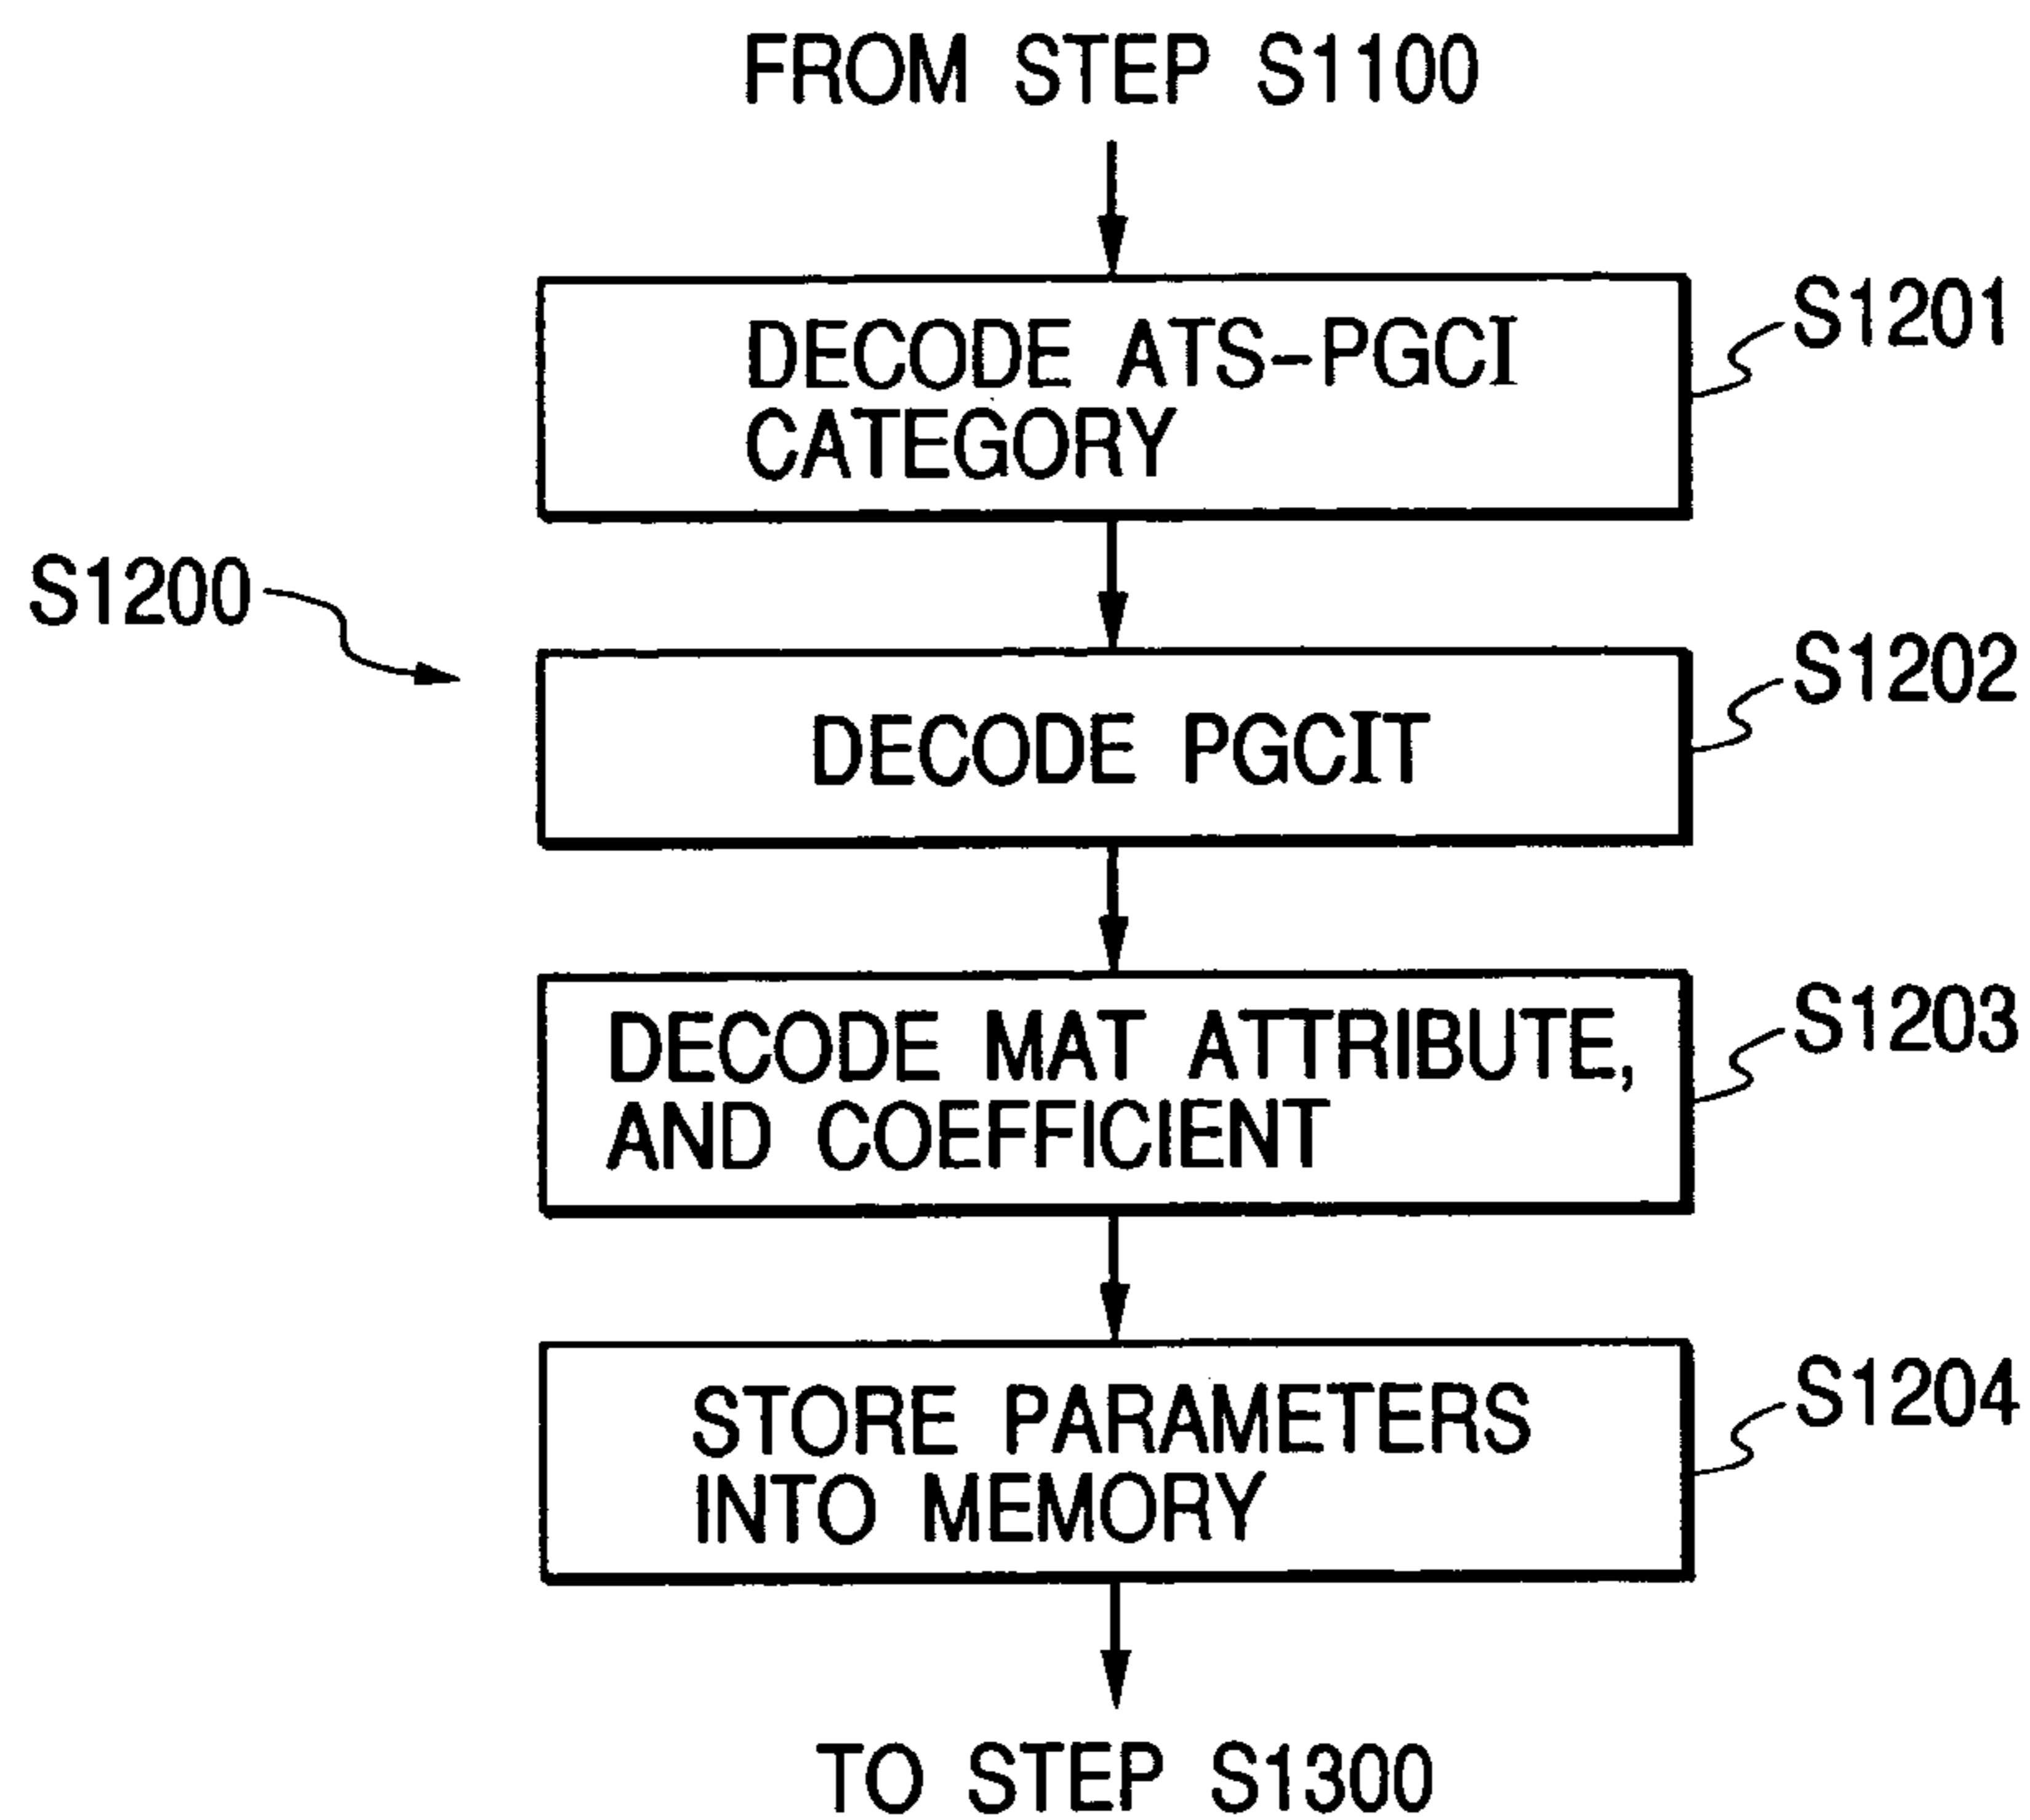 FROM STEP S1100
DECODE ATS-PGCI
CATEGORY
S1201
S1200
DECODE PGCIT
S1202
DECODE MAT ATTRIBUTE,
AND COEFFICIENT
S1203
STORE PARAMETERS
INTO MEMORY
S1204
TO STEP S1300